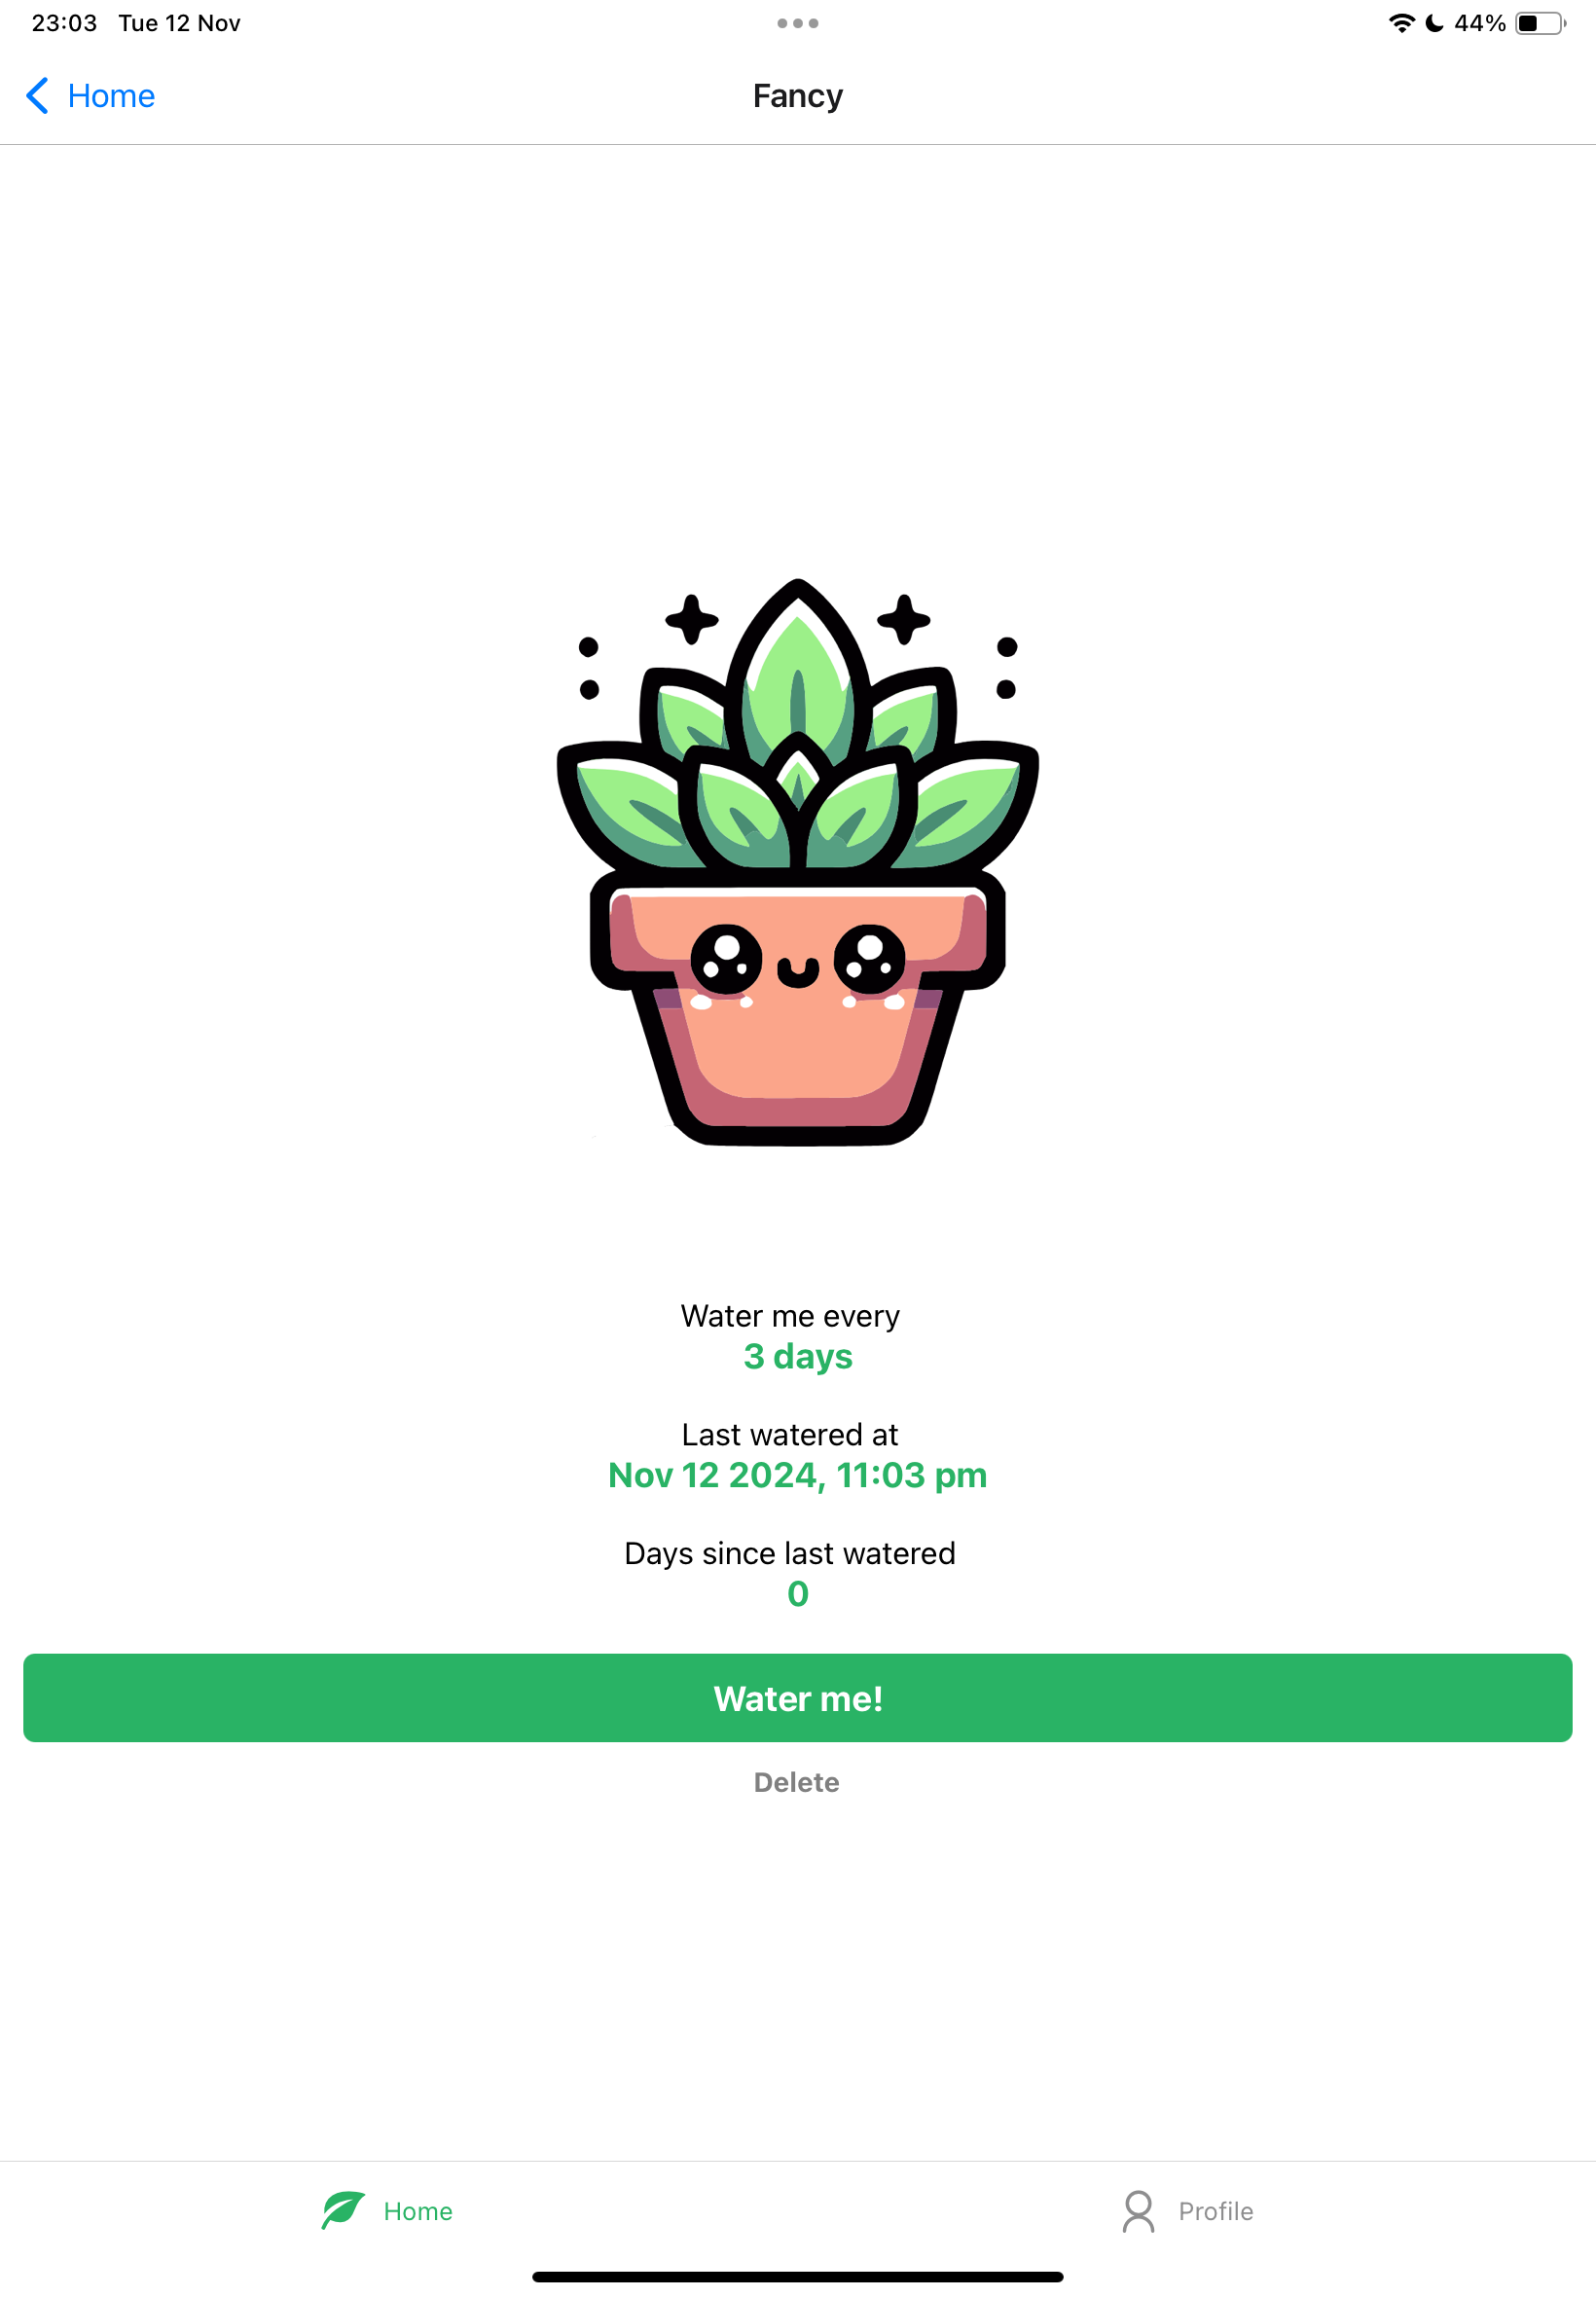 23:03 Tue 12 Nov 44%
Home Fancy
Water me every
3 days
Last watered at
Nov 12 2024, 11:03 pm
Days since last watered
0
Water me!
Delete
Home Profile